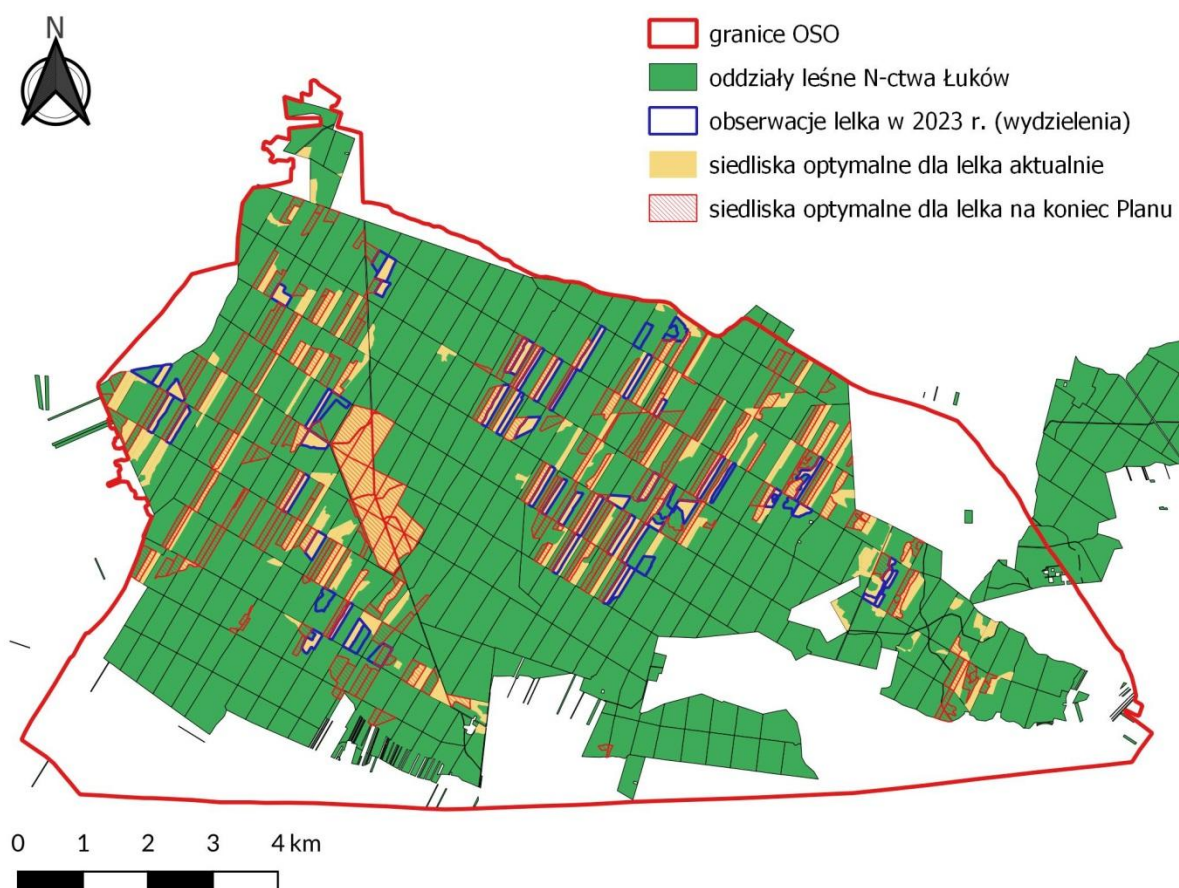 N
granice OSO
oddziały leśne N-ctwa Łuków
obserwacje lelka w 2023 r. (wydzielenia)
siedliska optymalne dla lelka aktualnie
siedliska optymalne dla lelka na koniec Planu
0 1 2 3 4 km